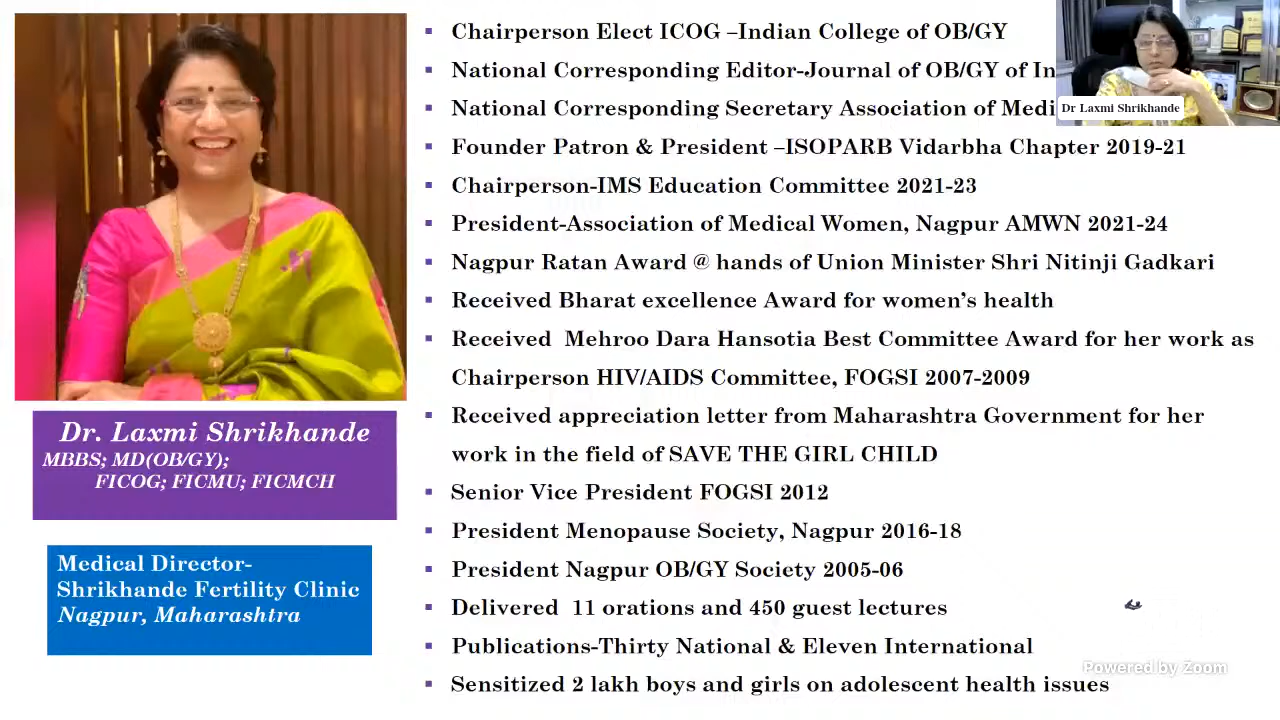 Chairperson Elect ICOG –Indian College of OB/GY
National Corresponding Editor-Journal of OB/GY of In
National Corresponding Secretary Association of Medi
Founder Patron & President –ISOPARB Vidarbha Chapter 2019-21
Chairperson-IMS Education Committee 2021-23
President-Association of Medical Women, Nagpur AMWN 2021-24
Nagpur Ratan Award @ hands of Union Minister Shri Nitinji Gadkari
Received Bharat excellence Award for women’s health
Received  Mehroo Dara Hansotia Best Committee Award for her work as
Chairperson HIV/AIDS Committee, FOGSI 2007-2009
Received appreciation letter from Maharashtra Government for her
work in the field of SAVE THE GIRL CHILD
Senior Vice President FOGSI 2012
President Menopause Society, Nagpur 2016-18
President Nagpur OB/GY Society 2005-06
Delivered  11 orations and 450 guest lectures
Publications-Thirty National & Eleven International
Sensitized 2 lakh boys and girls on adolescent health issues
Dr. Laxmi Shrikhande
MBBS; MD(OB/GY);
FICOG; FICMU; FICMCH
Medical Director-
Shrikhande Fertility Clinic
Nagpur, Maharashtra
Dr Laxmi Shrikhande
Powered by Zoom